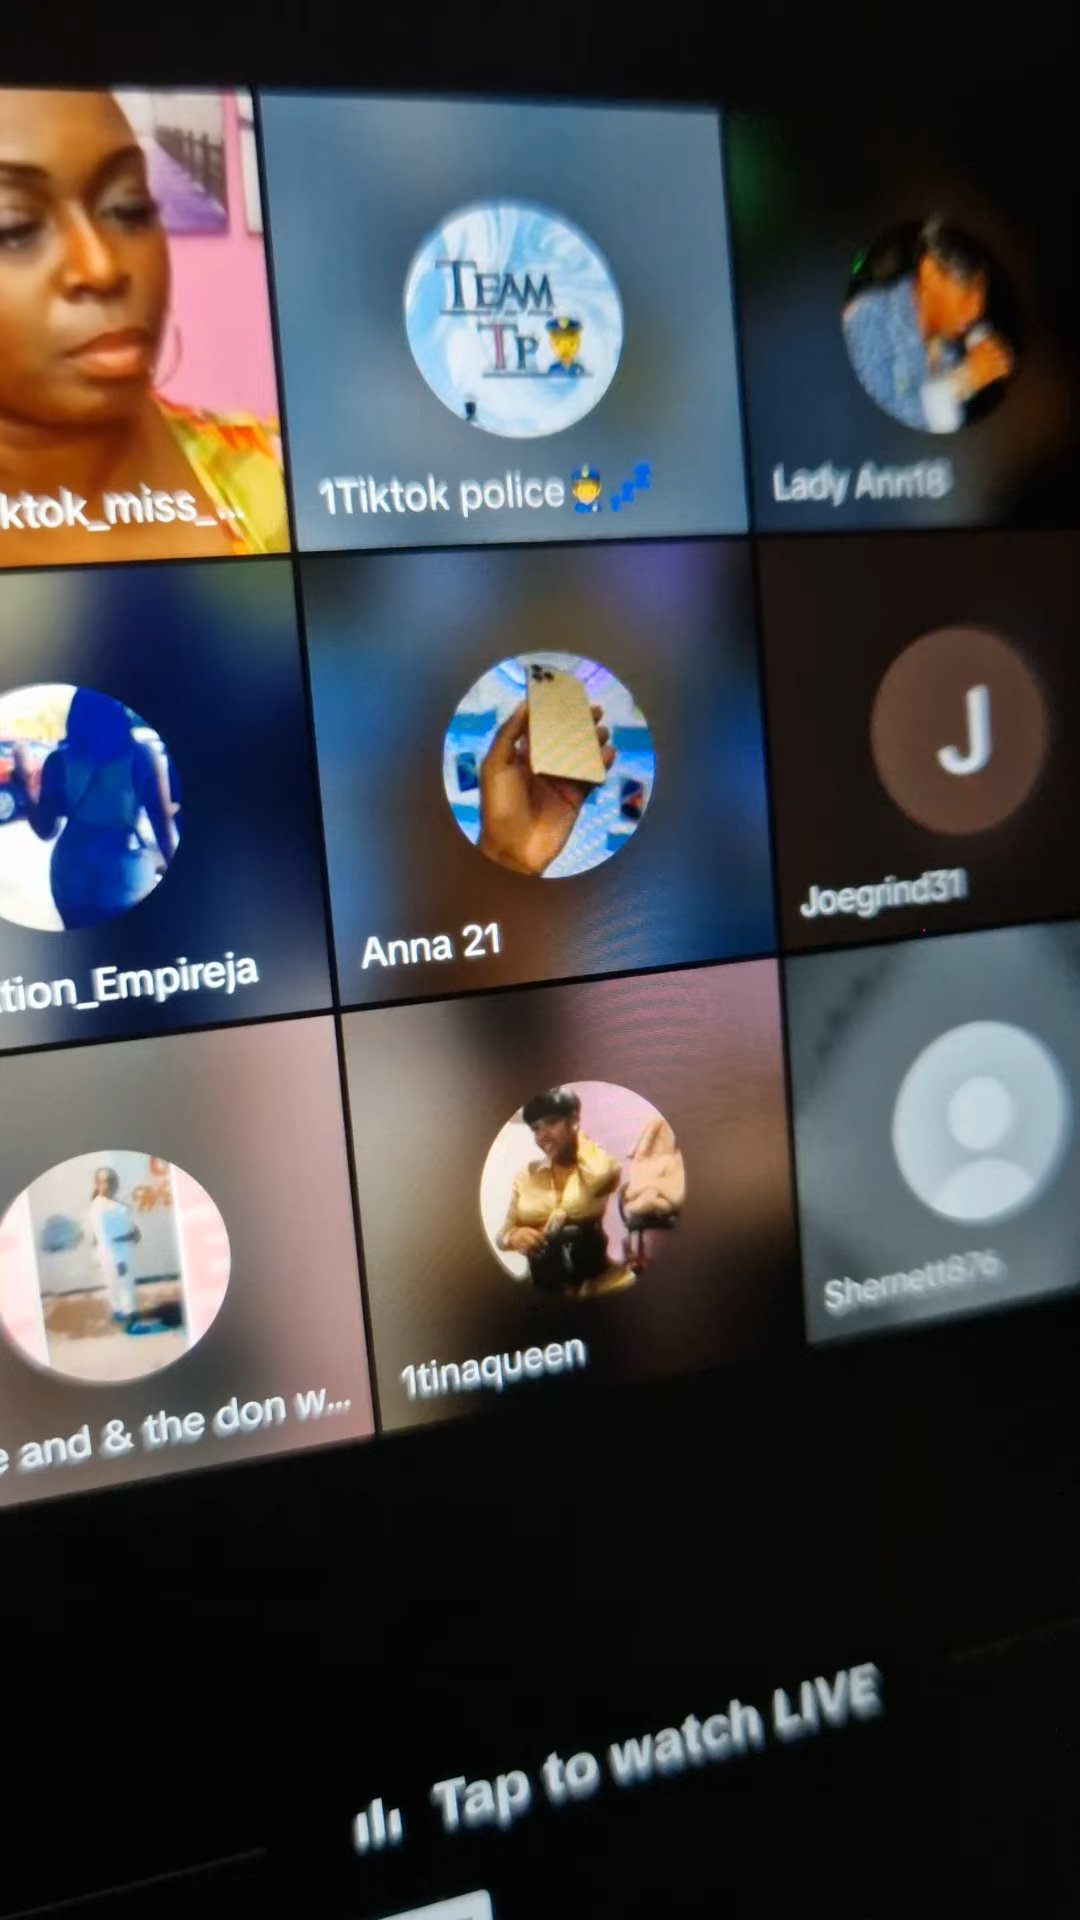 ktok_miss_...
TEAM
TP
1Tiktok police👮💤
Lady Ann18
tion_Empireja
Anna 21
J
Joegrind31
e and & the don w...
1tinaqueen
Shernett876
Tap to watch LIVE